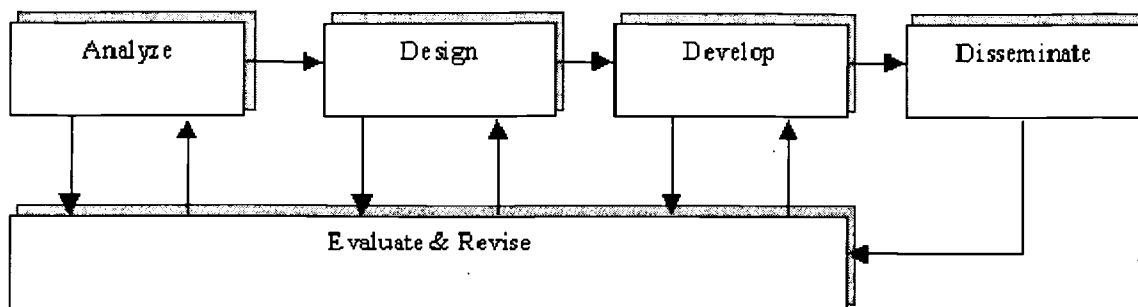 Analyze
Design
Develop
Disseminate
Evaluate & Revise